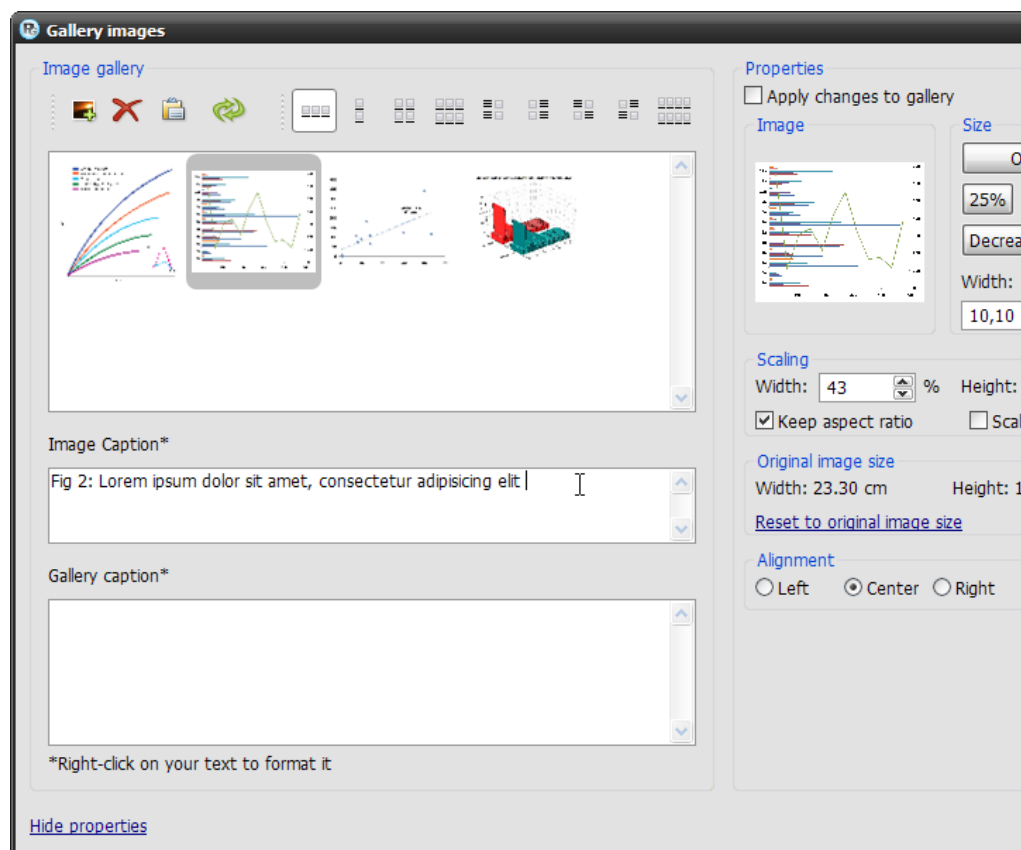 Gallery images
Image gallery
Image Caption*
Fig 2: Lorem ipsum dolor sit amet, consectetur adipisicing elit
Gallery caption*
*Right-click on your text to format it
Hide properties
Properties
Apply changes to gallery
Image
Size
25%
Decrea
Width:
10,10
Scaling
Width: 43 % Height:
Keep aspect ratio Scal
Original image size
Width: 23.30 cm Height: 1
Reset to original image size
Alignment
Left Center Right